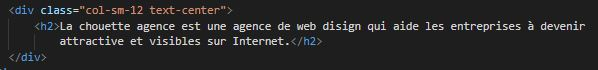 <div class="col-sm-12 text-center">
<h2>La chouette agence est une agence de web disign qui aide les entreprises à devenir
attractive et visibles sur Internet.</h2>
</div>